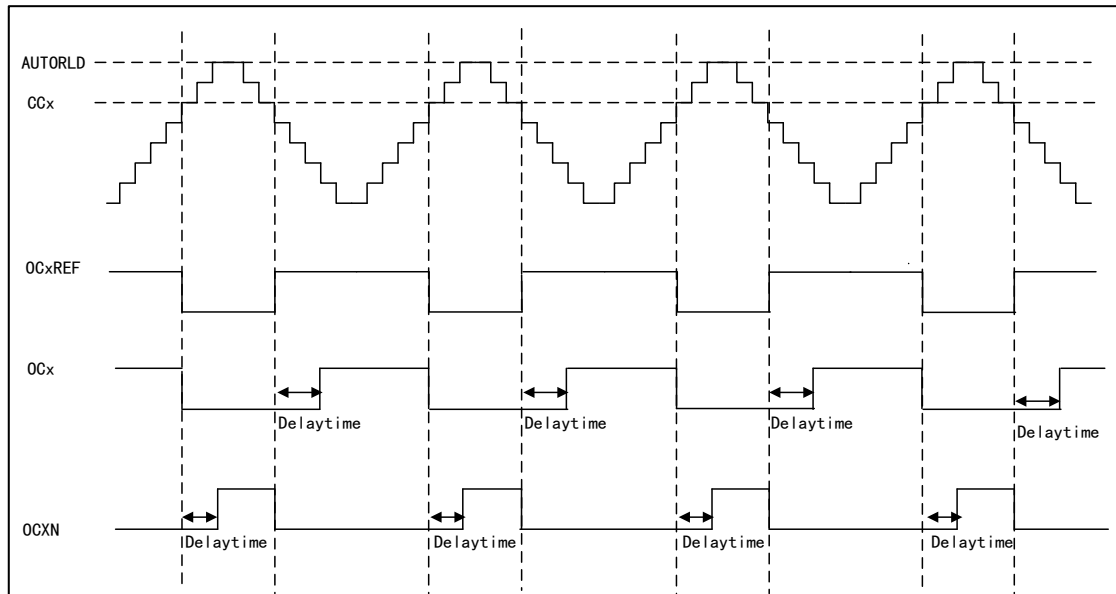 AUTORLD
CCx
OCxREF
OCx
Delaytime
Delaytime
Delaytime
Delaytime
OCXN
Delaytime
Delaytime
Delaytime
Delaytime